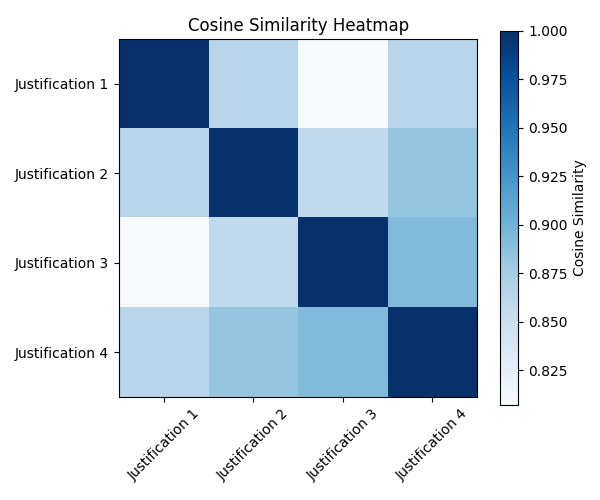 Cosine Similarity Heatmap
Justification 1
Justification 2
Justification 3
Justification 4
Justification 1
Justification 2
Justification 3
Justification 4
1.000
0.975
0.950
0.925
0.900
0.875
0.850
0.825
Cosine Similarity